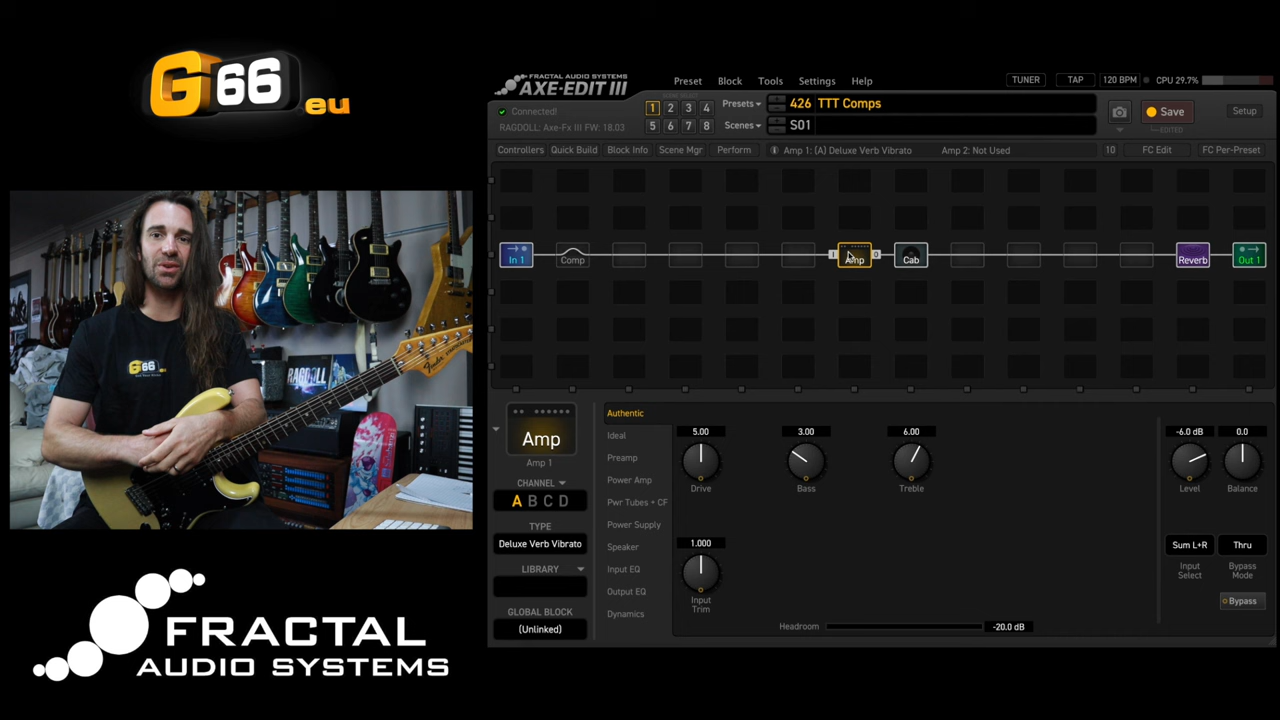 G66
.eu
FRACTAL AUDIO SYSTEMS
AXE-EDIT III
Preset Block Tools Settings Help
TUNER TAP 120 BPM CPU 29.7%
Connected!
RAGDOLL: Axe-Fx III FW: 18.03
1 2 3 4
5 6 7 8
Presets 426 TTT Comps
Scenes S01
Save
EDITED
Setup
Controllers Quick Build Block Info Scene Mgr Perform Amp 1: (A) Deluxe Verb Vibrato Amp 2: Not Used 10 FC Edit FC Per-Preset
In 1 Comp I Amp O Cab Reverb Out 1
G66.eu
RAGDOLL
Fender
Amp
Amp 1
CHANNEL
A B C D
TYPE
Deluxe Verb Vibrato
LIBRARY
GLOBAL BLOCK
(Unlinked)
Authentic
Ideal
Preamp
Power Amp
Pwr Tubes + CF
Power Supply
Speaker
Input EQ
Output EQ
Dynamics
5.00 3.00 6.00 -6.0 dB 0.0
Drive Bass Treble Level Balance
1.000
Input Trim
Sum L+R Thru
Input Select
Bypass Mode
Bypass
Headroom -20.0 dB
FRACTAL
AUDIO SYSTEMS